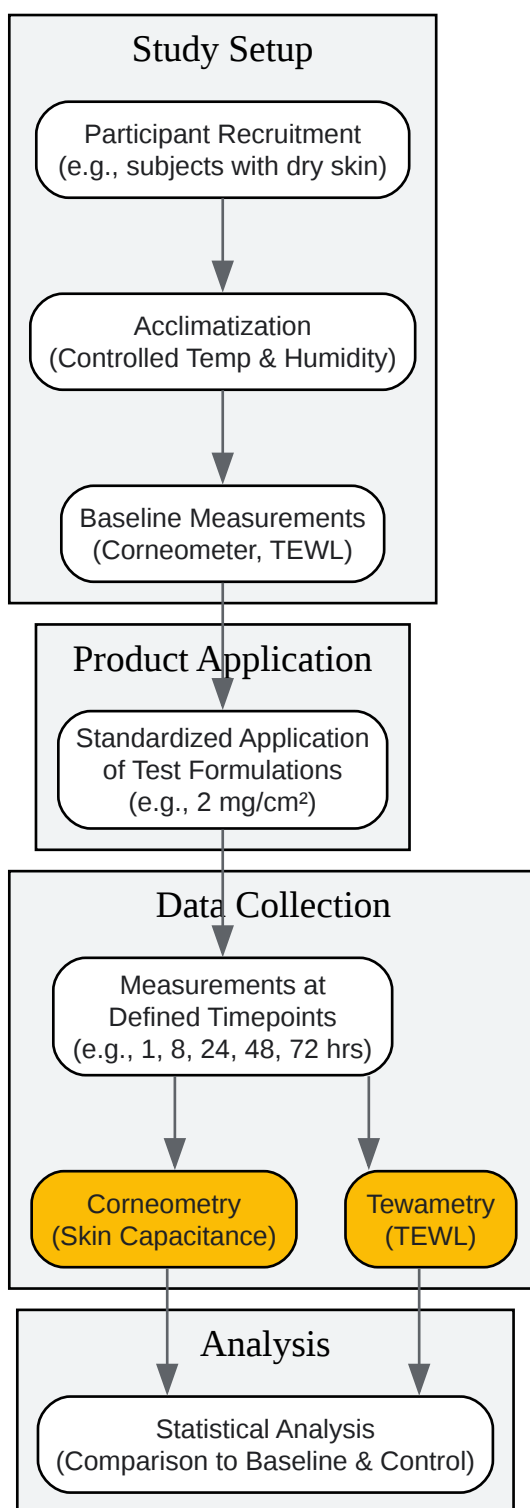 Study Setup
Participant Recruitment
(e.g., subjects with dry skin)
Acclimatization
(Controlled Temp & Humidity)
Baseline Measurements
(Corneometer, TEWL)
Product Application
Standardized Application
of Test Formulations
(e.g., 2 mg/cm²)
Data Collection
Measurements at
Defined Timepoints
(e.g., 1, 8, 24, 48, 72 hrs)
Corneometry
(Skin Capacitance)
Tewametry
(TEWL)
Analysis
Statistical Analysis
(Comparison to Baseline & Control)